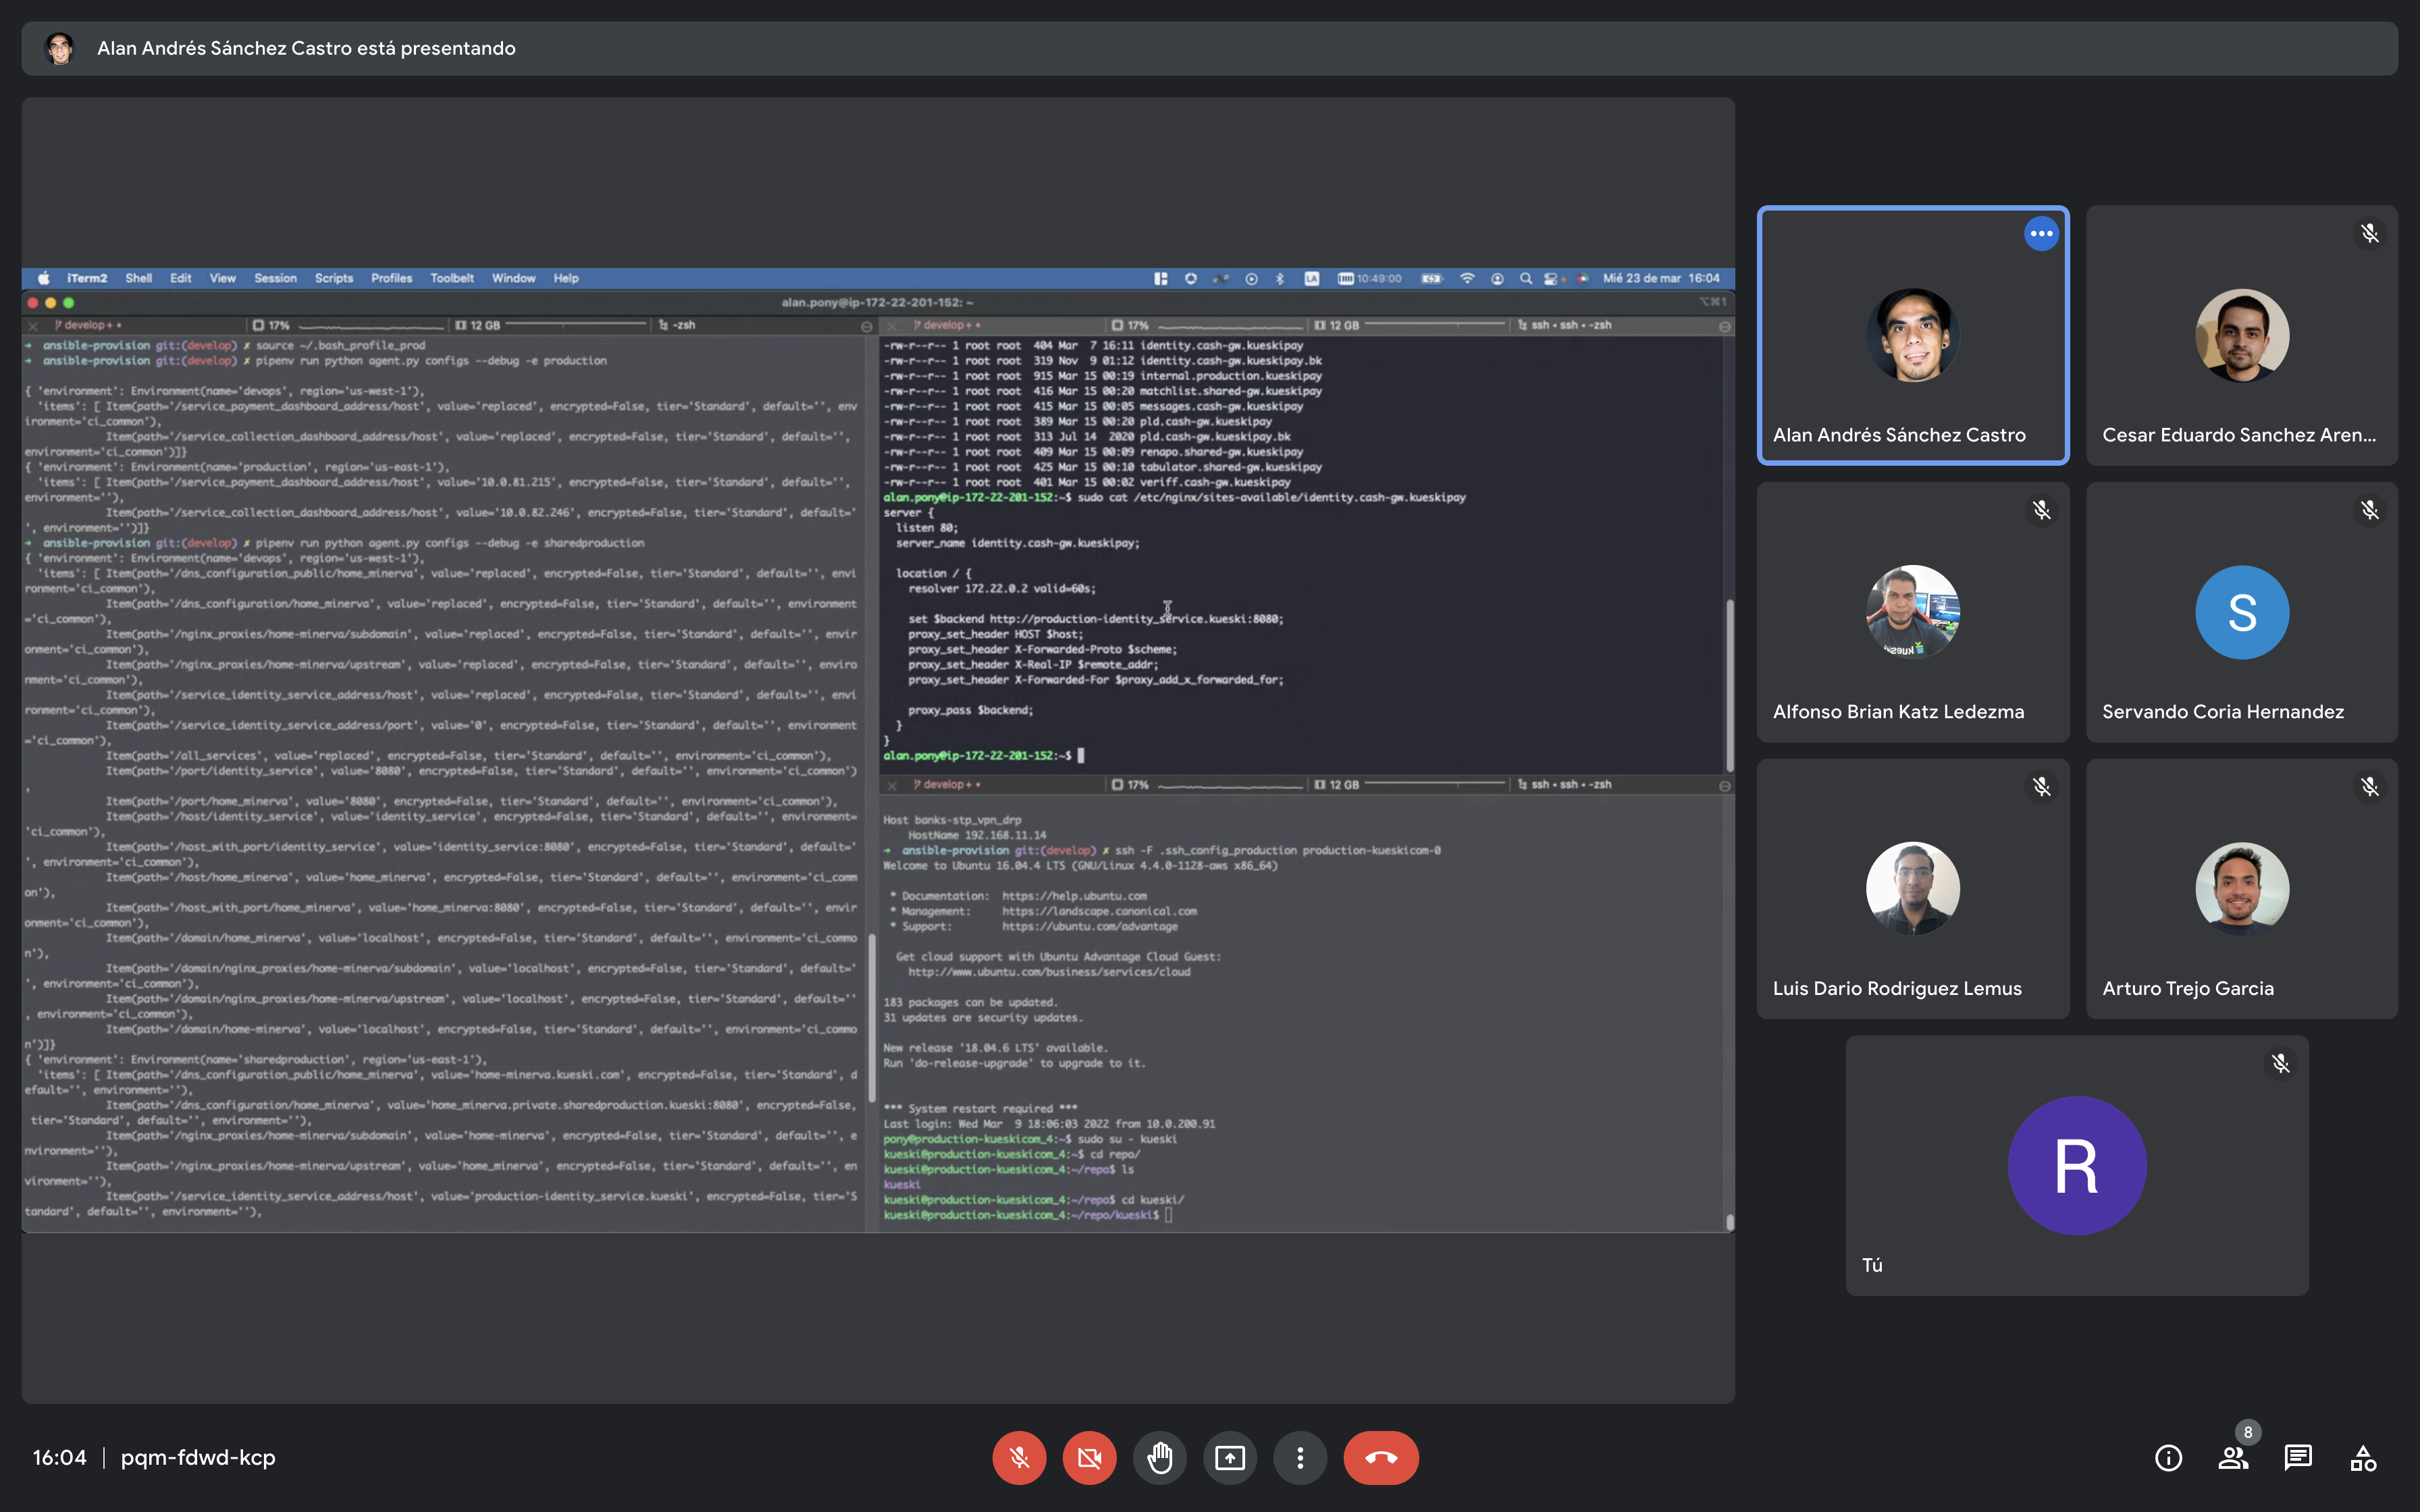 Alan Andrés Sánchez Castro está presentando
iTerm2 Shell Edit View Session Scripts Profiles Toolbelt Window Help
LA 10:49:00 Mié 23 de mar 16:04
alan.pony@ip-172-22-201-152: ~
⌥⌘1
develop+ • 17% 12 GB -zsh
➜ ansible-provision git:(develop) ✗ source ~/.bash_profile_prod
➜ ansible-provision git:(develop) ✗ pipenv run python agent.py configs --debug -e production
{ 'environment': Environment(name='devops', region='us-west-1'),
'items': [ Item(path='/service_payment_dashboard_address/host', value='replaced', encrypted=False, tier='Standard', default='', env
ironment='ci_common'),
Item(path='/service_collection_dashboard_address/host', value='replaced', encrypted=False, tier='Standard', default='',
environment='ci_common')]}
{ 'environment': Environment(name='production', region='us-east-1'),
'items': [ Item(path='/service_payment_dashboard_address/host', value='10.0.81.215', encrypted=False, tier='Standard', default='',
environment=''),
Item(path='/service_collection_dashboard_address/host', value='10.0.82.246', encrypted=False, tier='Standard', default='
', environment='')]}
➜ ansible-provision git:(develop) ✗ pipenv run python agent.py configs --debug -e sharedproduction
{ 'environment': Environment(name='devops', region='us-west-1'),
'items': [ Item(path='/dns_configuration_public/home_minerva', value='replaced', encrypted=False, tier='Standard', default='', envi
ronment='ci_common'),
Item(path='/dns_configuration/home_minerva', value='replaced', encrypted=False, tier='Standard', default='', environment
='ci_common'),
Item(path='/nginx_proxies/home-minerva/subdomain', value='replaced', encrypted=False, tier='Standard', default='', envir
onment='ci_common'),
Item(path='/nginx_proxies/home-minerva/upstream', value='replaced', encrypted=False, tier='Standard', default='', enviro
nment='ci_common'),
Item(path='/service_identity_service_address/host', value='replaced', encrypted=False, tier='Standard', default='', envi
ronment='ci_common'),
Item(path='/service_identity_service_address/port', value='0', encrypted=False, tier='Standard', default='', environment
='ci_common'),
Item(path='/all_services', value='replaced', encrypted=False, tier='Standard', default='', environment='ci_common'),
Item(path='/port/identity_service', value='8080', encrypted=False, tier='Standard', default='', environment='ci_common')
,
Item(path='/port/home_minerva', value='8080', encrypted=False, tier='Standard', default='', environment='ci_common'),
Item(path='/host/identity_service', value='identity_service', encrypted=False, tier='Standard', default='', environment=
'ci_common'),
Item(path='/host_with_port/identity_service', value='identity_service:8080', encrypted=False, tier='Standard', default='
', environment='ci_common'),
Item(path='/host/home_minerva', value='home_minerva', encrypted=False, tier='Standard', default='', environment='ci_comm
on'),
Item(path='/host_with_port/home_minerva', value='home_minerva:8080', encrypted=False, tier='Standard', default='', envir
onment='ci_common'),
Item(path='/domain/home_minerva', value='localhost', encrypted=False, tier='Standard', default='', environment='ci_commo
n'),
Item(path='/domain/nginx_proxies/home-minerva/subdomain', value='localhost', encrypted=False, tier='Standard', default='
', environment='ci_common'),
Item(path='/domain/nginx_proxies/home-minerva/upstream', value='localhost', encrypted=False, tier='Standard', default=''
, environment='ci_common'),
Item(path='/domain/home-minerva', value='localhost', encrypted=False, tier='Standard', default='', environment='ci_commo
n')]}
{ 'environment': Environment(name='sharedproduction', region='us-east-1'),
'items': [ Item(path='/dns_configuration_public/home_minerva', value='home-minerva.kueski.com', encrypted=False, tier='Standard', d
efault='', environment=''),
Item(path='/dns_configuration/home_minerva', value='home_minerva.private.sharedproduction.kueski:8080', encrypted=False,
tier='Standard', default='', environment=''),
Item(path='/nginx_proxies/home-minerva/subdomain', value='home-minerva', encrypted=False, tier='Standard', default='', e
nvironment=''),
Item(path='/nginx_proxies/home-minerva/upstream', value='home_minerva', encrypted=False, tier='Standard', default='', en
vironment=''),
Item(path='/service_identity_service_address/host', value='production-identity_service.kueski', encrypted=False, tier='S
tandard', default='', environment=''),
develop+ • 17% 12 GB ssh • ssh • -zsh
-rw-r--r-- 1 root root 404 Mar 7 16:11 identity.cash-gw.kueskipay
-rw-r--r-- 1 root root 319 Nov 9 01:12 identity.cash-gw.kueskipay.bk
-rw-r--r-- 1 root root 915 Mar 15 00:19 internal.production.kueskipay
-rw-r--r-- 1 root root 416 Mar 15 00:20 matchlist.shared-gw.kueskipay
-rw-r--r-- 1 root root 415 Mar 15 00:05 messages.cash-gw.kueskipay
-rw-r--r-- 1 root root 389 Mar 15 00:20 pld.cash-gw.kueskipay
-rw-r--r-- 1 root root 313 Jul 14 2020 pld.cash-gw.kueskipay.bk
-rw-r--r-- 1 root root 409 Mar 15 00:09 renapo.shared-gw.kueskipay
-rw-r--r-- 1 root root 425 Mar 15 00:10 tabulator.shared-gw.kueskipay
-rw-r--r-- 1 root root 401 Mar 15 00:02 veriff.cash-gw.kueskipay
alan.pony@ip-172-22-201-152:~$ sudo cat /etc/nginx/sites-available/identity.cash-gw.kueskipay
server {
listen 80;
server_name identity.cash-gw.kueskipay;
location / {
resolver 172.22.0.2 valid=60s;
set $backend http://production-identity_service.kueski:8080;
proxy_set_header HOST $host;
proxy_set_header X-Forwarded-Proto $scheme;
proxy_set_header X-Real-IP $remote_addr;
proxy_set_header X-Forwarded-For $proxy_add_x_forwarded_for;
proxy_pass $backend;
}
}
alan.pony@ip-172-22-201-152:~$
develop+ • 17% 12 GB ssh • ssh • -zsh
Host banks-stp_vpn_drp
HostName 192.168.11.14
➜ ansible-provision git:(develop) ✗ ssh -F .ssh_config_production production-kueskicom-0
Welcome to Ubuntu 16.04.4 LTS (GNU/Linux 4.4.0-1128-aws x86_64)
* Documentation: https://help.ubuntu.com
* Management: https://landscape.canonical.com
* Support: https://ubuntu.com/advantage
Get cloud support with Ubuntu Advantage Cloud Guest:
http://www.ubuntu.com/business/services/cloud
183 packages can be updated.
31 updates are security updates.
New release '18.04.6 LTS' available.
Run 'do-release-upgrade' to upgrade to it.
*** System restart required ***
Last login: Wed Mar 9 18:06:03 2022 from 10.0.200.91
pony@production-kueskicom_4:~$ sudo su - kueski
kueski@production-kueskicom_4:~$ cd repo/
kueski@production-kueskicom_4:~/repo$ ls
kueski
kueski@production-kueskicom_4:~/repo$ cd kueski/
kueski@production-kueskicom_4:~/repo/kueski$
Alan Andrés Sánchez Castro
Cesar Eduardo Sanchez Aren...
Alfonso Brian Katz Ledezma
S
Servando Coria Hernandez
Luis Dario Rodriguez Lemus
Arturo Trejo Garcia
R
Tú
16:04 | pqm-fdwd-kcp
8